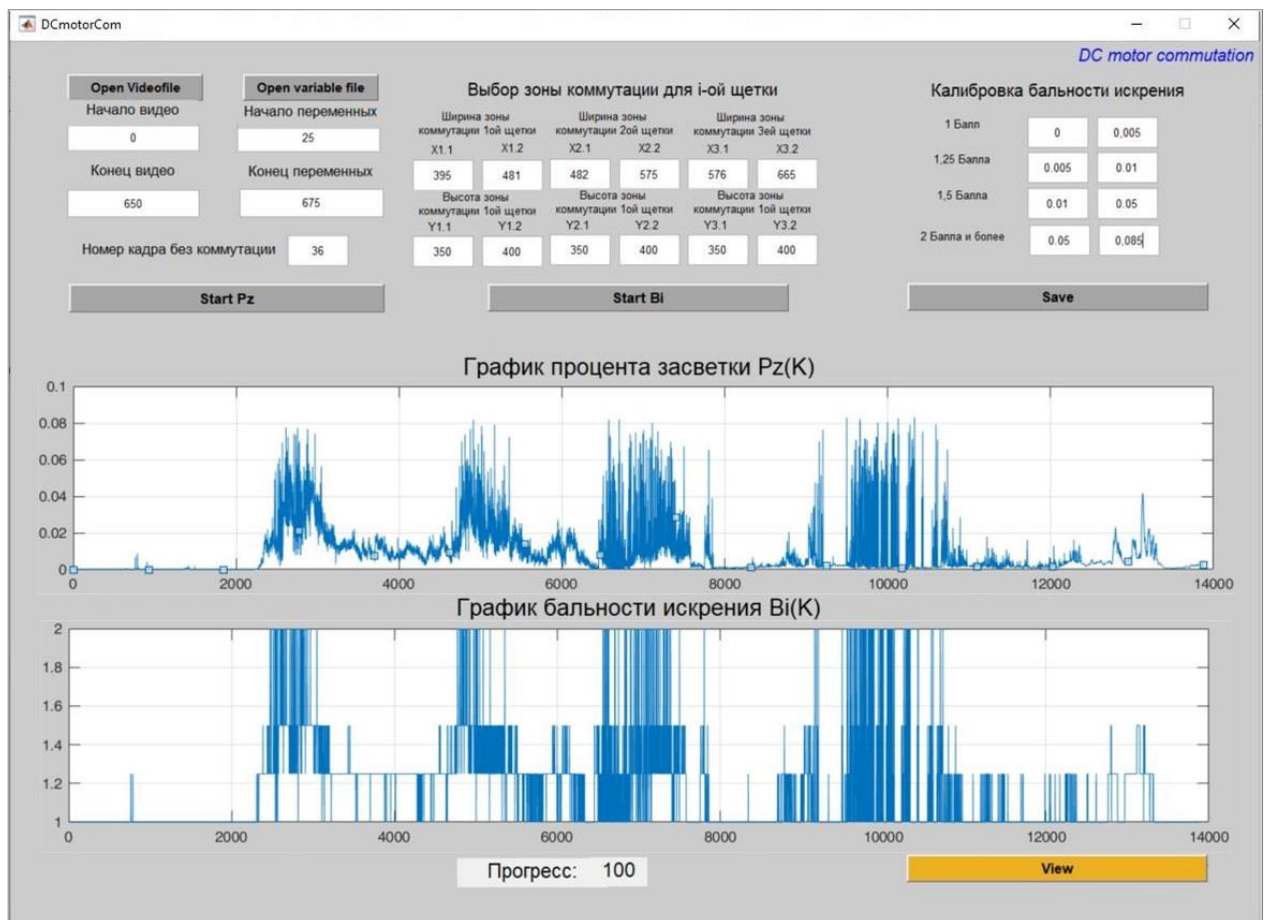 DCmotorCom
DC motor commutation
Open Videofile
Open variable file
Начало видео
Начало переменных
0
25
Конец видео
Конец переменных
650
675
Номер кадра без коммутации 36
Start Pz
Выбор зоны коммутации для i-ой щетки
Ширина зоны
коммутации 1ой щетки
X1.1 X1.2
395 481
Высота зоны
коммутации 1ой щетки
Y1.1 Y1.2
350 400
Ширина зоны
коммутации 2ой щетки
X2.1 X2.2
482 575
Высота зоны
коммутации 1ой щетки
Y2.1 Y2.2
350 400
Ширина зоны
коммутации 3ей щетки
X3.1 X3.2
576 665
Высота зоны
коммутации 1ой щетки
Y3.1 Y3.2
350 400
Start Bi
Калибровка бальности искрения
1 Балл 0 0,005
1,25 Балла 0.005 0.01
1,5 Балла 0.01 0.05
2 Балла и более 0.05 0,085
Save
График процента засветки Pz(K)
0.1
0.08
0.06
0.04
0.02
0
0 2000 4000 6000 8000 10000 12000 14000
График бальности искрения Bi(K)
2
1.8
1.6
1.4
1.2
1
0 2000 4000 6000 8000 10000 12000 14000
Прогресс: 100
View